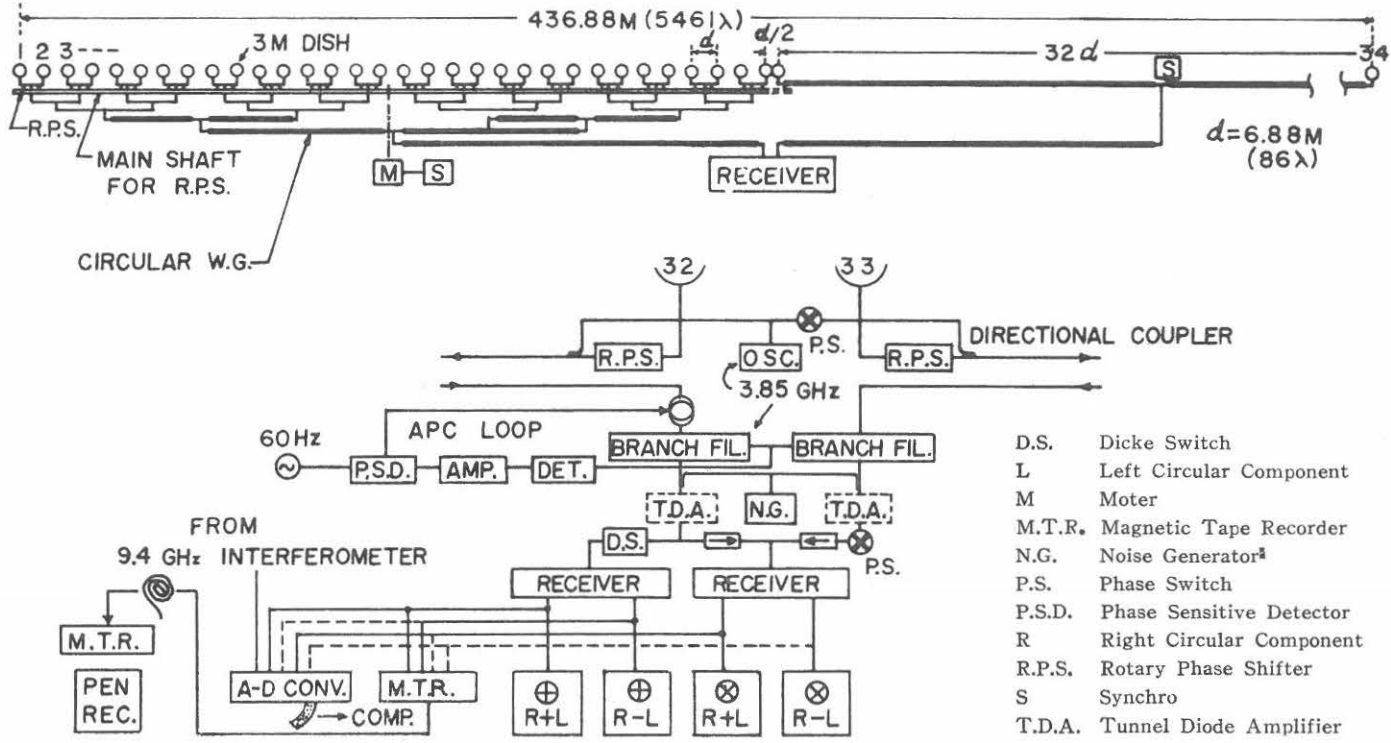 436.88M (5461λ)
1 2 3 ---
3M DISH
d
d/2
32d
34
S
R.P.S.
MAIN SHAFT
FOR R.P.S.
M
S
RECEIVER
d=6.88M
(86λ)
CIRCULAR W.G.
32
33
P.S.
DIRECTIONAL COUPLER
R.P.S.
OSC.
R.P.S.
3.85 GHz
APC LOOP
60Hz
BRANCH FIL.
BRANCH FIL.
P.S.D.
AMP.
DET.
T.D.A.
N.G.
T.D.A.
FROM
9.4 GHz INTERFEROMETER
D.S.
P.S.
RECEIVER
RECEIVER
M.T.R.
PEN
REC.
A-D CONV.
M.T.R.
COMP.
R+L
R-L
R+L
R-L
D.S. Dicke Switch
L Left Circular Component
M Moter
M.T.R. Magnetic Tape Recorder
N.G. Noise Generator
P.S. Phase Switch
P.S.D. Phase Sensitive Detector
R Right Circular Component
R.P.S. Rotary Phase Shifter
S Synchro
T.D.A. Tunnel Diode Amplifier